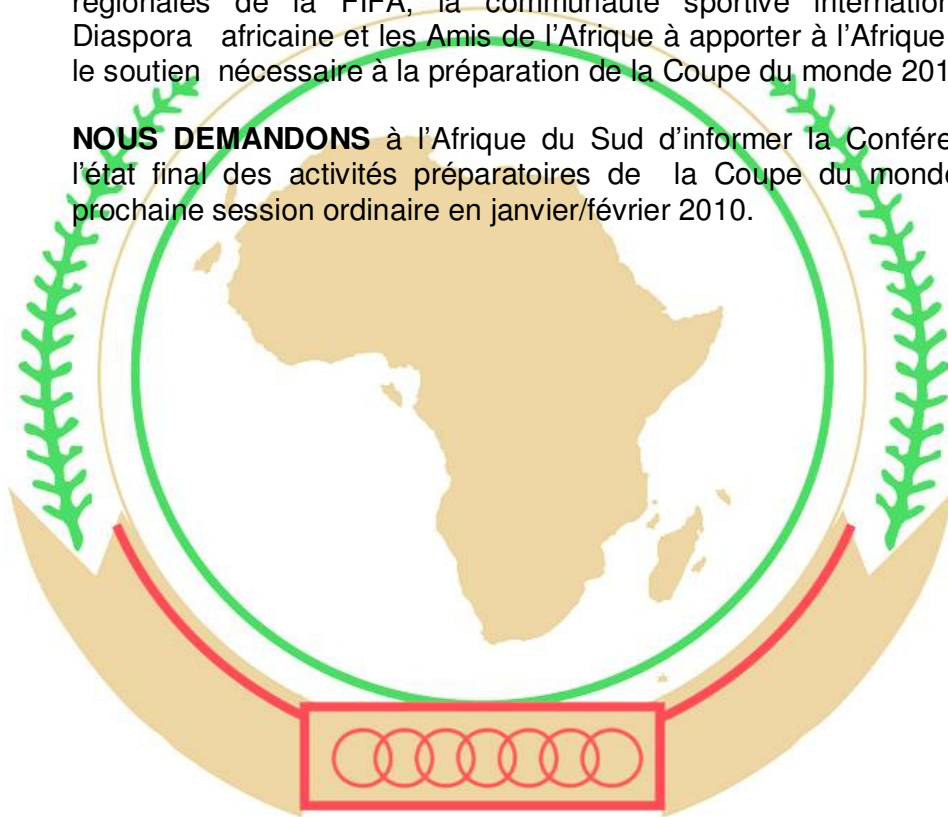 régionales de la FIFA, la communauté sportive internation
Diaspora africaine et les Amis de l’Afrique à apporter à l’Afrique
le soutien nécessaire à la préparation de la Coupe du monde 201
NOUS DEMANDONS à l’Afrique du Sud d’informer la Confére
l’état final des activités préparatoires de la Coupe du monde
prochaine session ordinaire en janvier/février 2010.